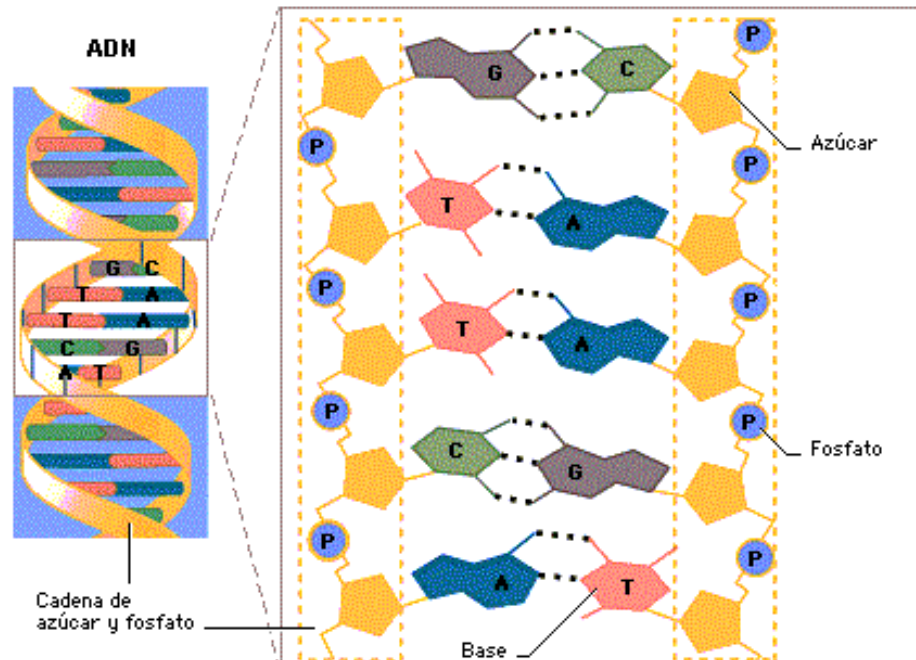 ADN
G C
T A
T A
C G
A T
Cadena de
azúcar y fosfato
P
G C
Azúcar
P P
T A
P P
T A
P P
Fosfato
C G
P P
A T
Base